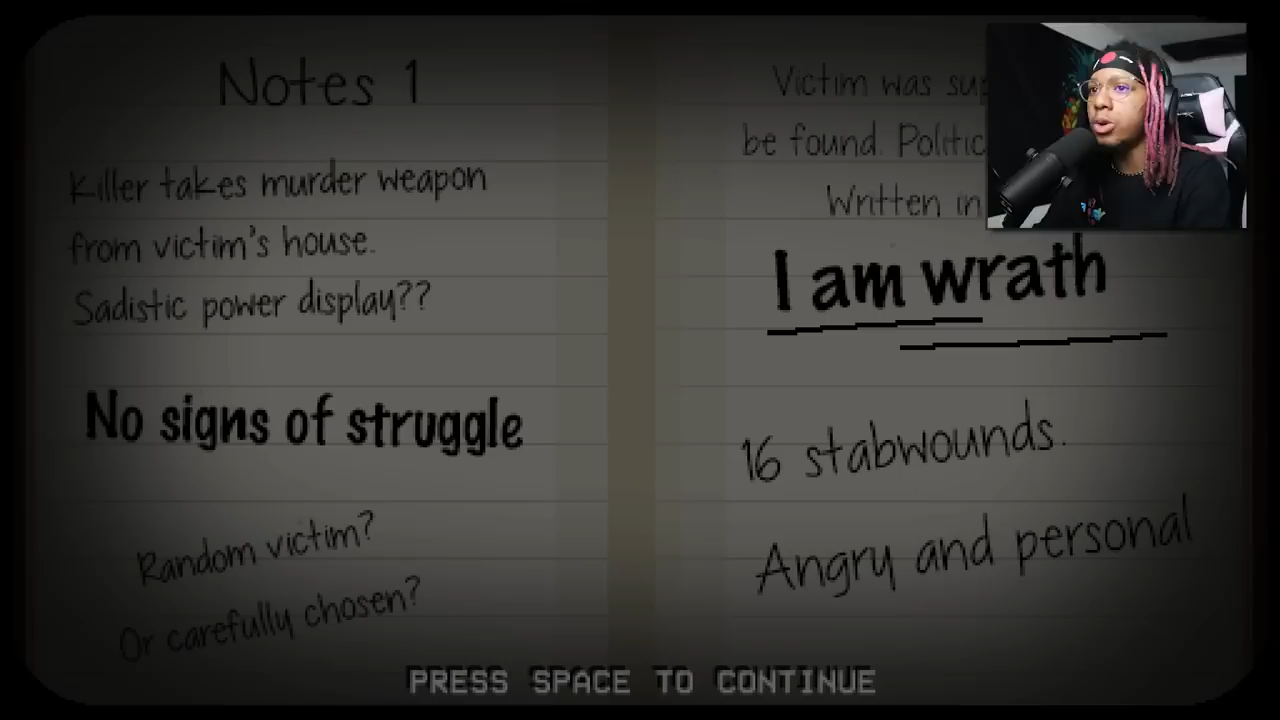 Notes 1
Killer takes murder weapon
from victim's house.
Sadistic power display??
No signs of struggle
Random victim?
Or carefully chosen?
Victim was
be found.
Written in
I am wrath
16 stabwounds.
Angry and personal
PRESS SPACE TO CONTINUE